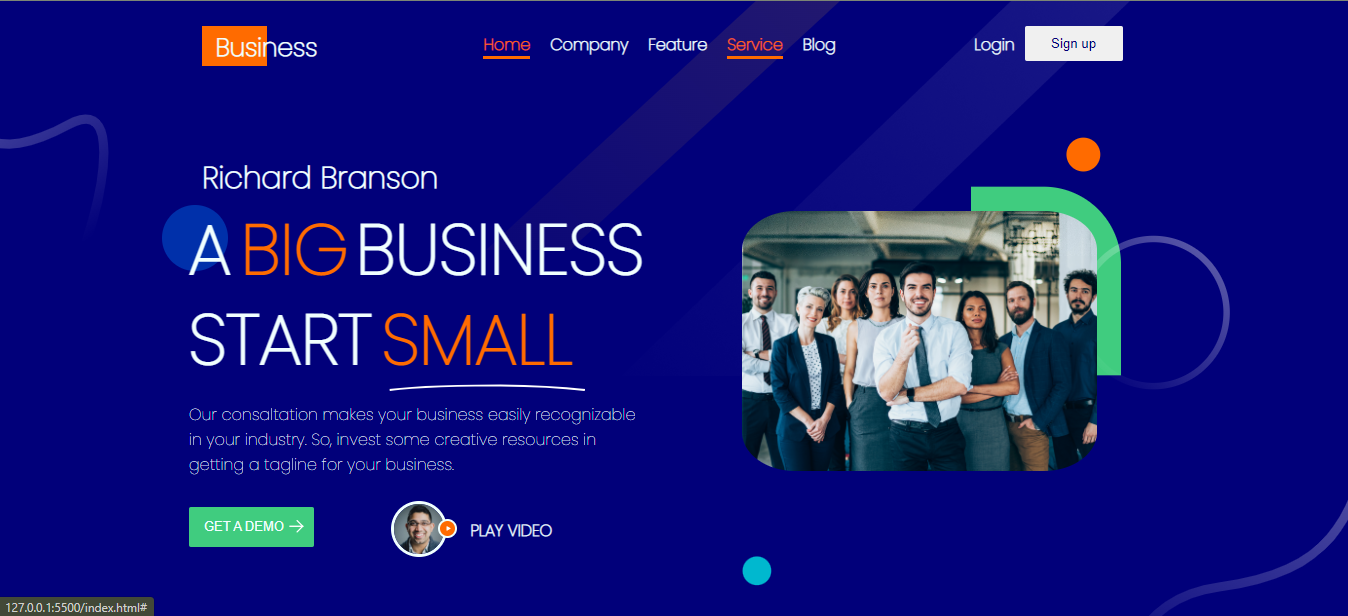 Business
Home Company Feature Service Blog
Login Sign up
Richard Branson
A BIG BUSINESS
START SMALL
Our consaltation makes your business easily recognizable
in your industry. So, invest some creative resources in
getting a tagline for your business.
GET A DEMO
PLAY VIDEO
127.0.0.1:5500/index.html#